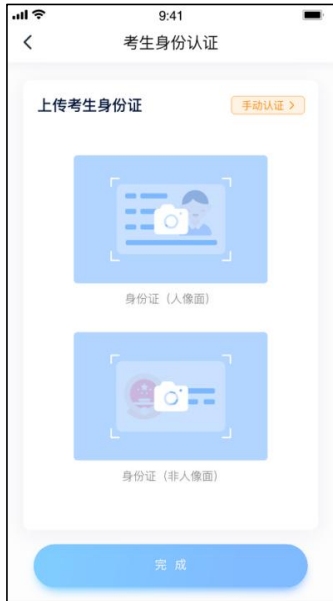 9:41
考生身份认证
上传考生身份证
手动认证 >
身份证（人像面）
身份证（非人像面）
完成